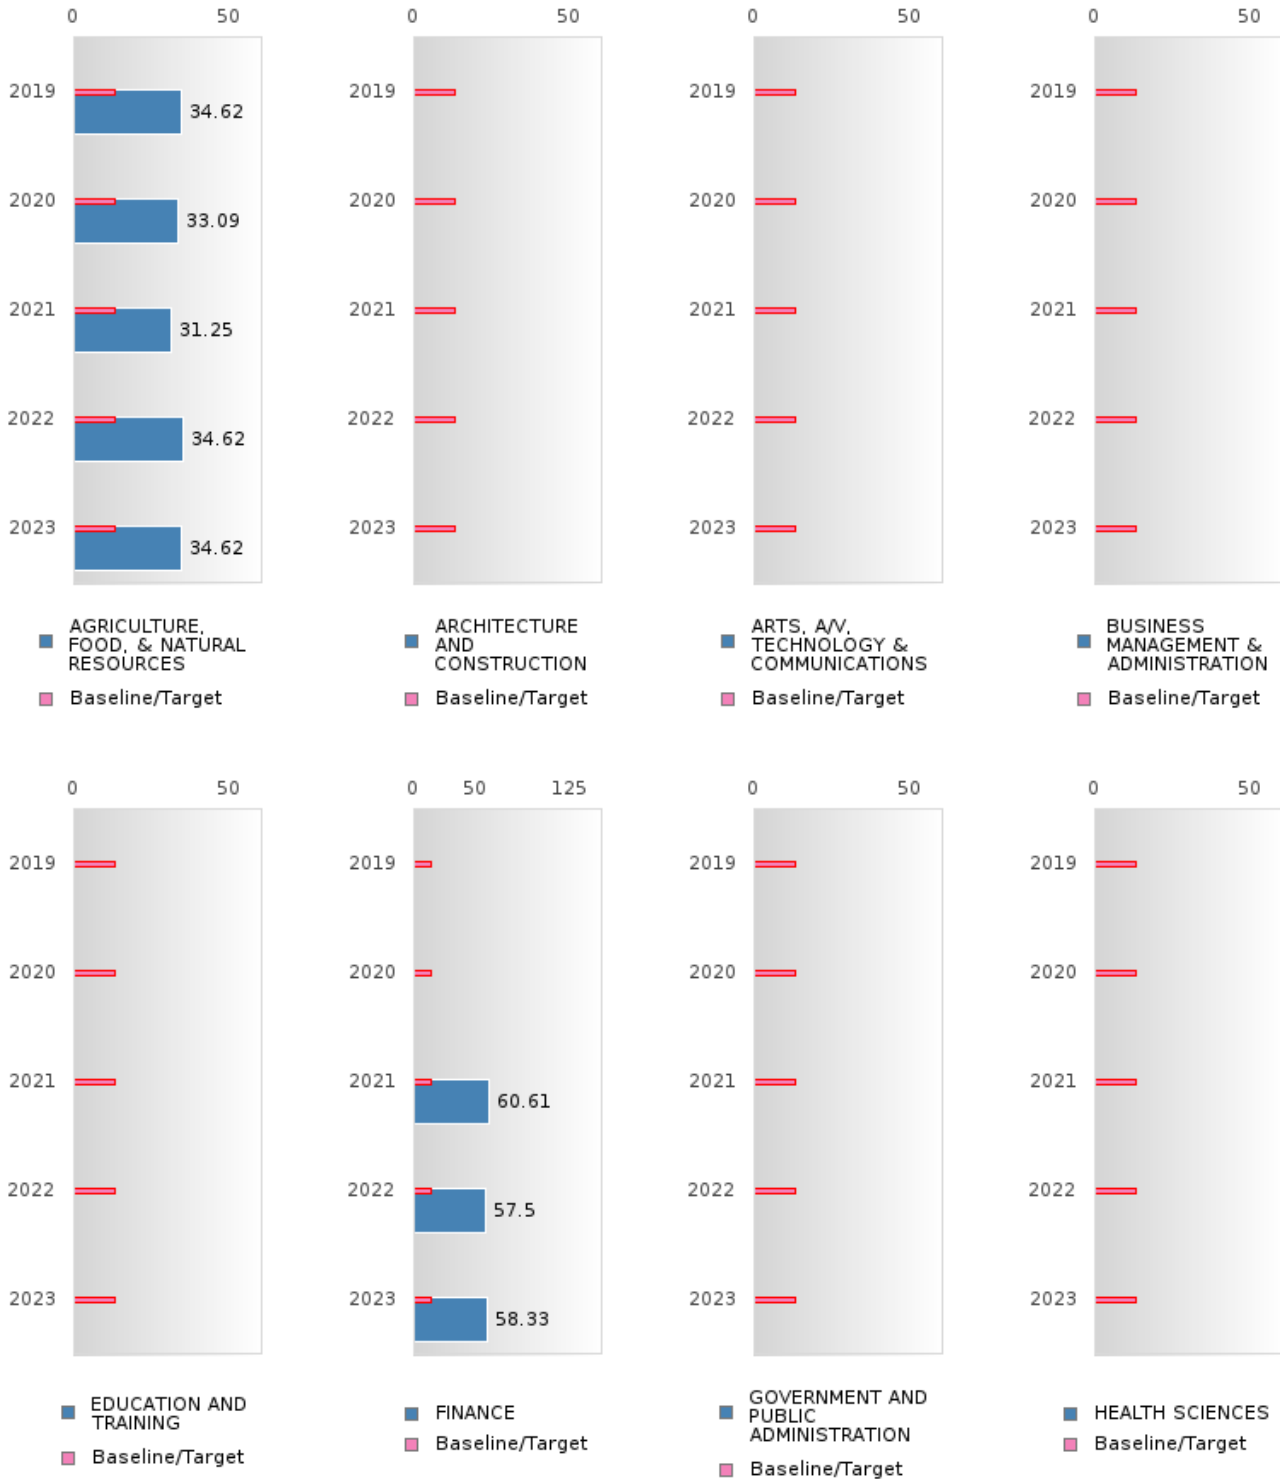 0 50
2019
34.62
2020
33.09
2021
31.25
2022
34.62
2023
34.62
AGRICULTURE,
FOOD, & NATURAL
RESOURCES
Baseline/Target
0 50
2019
2020
2021
2022
2023
ARCHITECTURE
AND
CONSTRUCTION
Baseline/Target
0 50
2019
2020
2021
2022
2023
ARTS, A/V,
TECHNOLOGY &
COMMUNICATIONS
Baseline/Target
0 50
2019
2020
2021
2022
2023
BUSINESS
MANAGEMENT &
ADMINISTRATION
Baseline/Target
0 50
2019
2020
2021
2022
2023
EDUCATION AND
TRAINING
Baseline/Target
0 50 125
2019
2020
2021
60.61
2022
57.5
2023
58.33
FINANCE
Baseline/Target
0 50
2019
2020
2021
2022
2023
GOVERNMENT AND
PUBLIC
ADMINISTRATION
Baseline/Target
0 50
2019
2020
2021
2022
2023
HEALTH SCIENCES
Baseline/Target